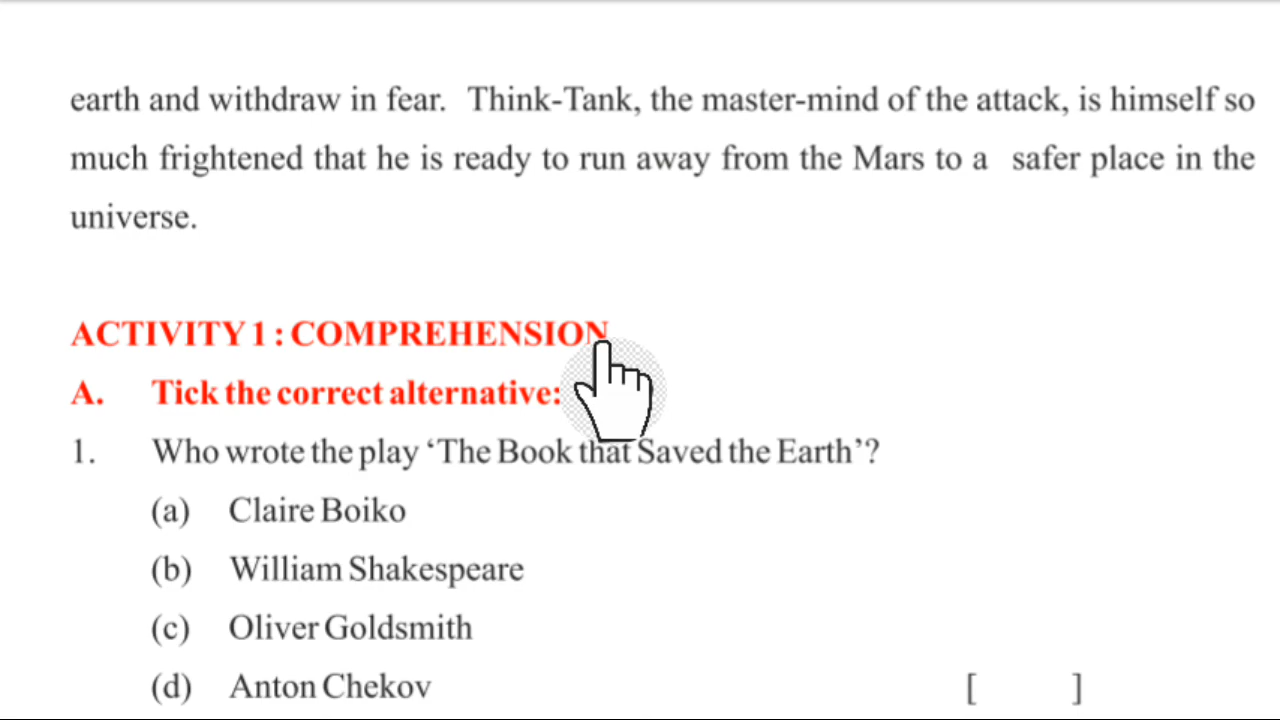 earth and withdraw in fear. Think-Tank, the master-mind of the attack, is himself so
much frightened that he is ready to run away from the Mars to a safer place in the
universe.
ACTIVITY 1 : COMPREHENSION
A. Tick the correct alternative:
1. Who wrote the play ‘The Book that Saved the Earth’?
(a) Claire Boiko
(b) William Shakespeare
(c) Oliver Goldsmith
(d) Anton Chekov [ ]